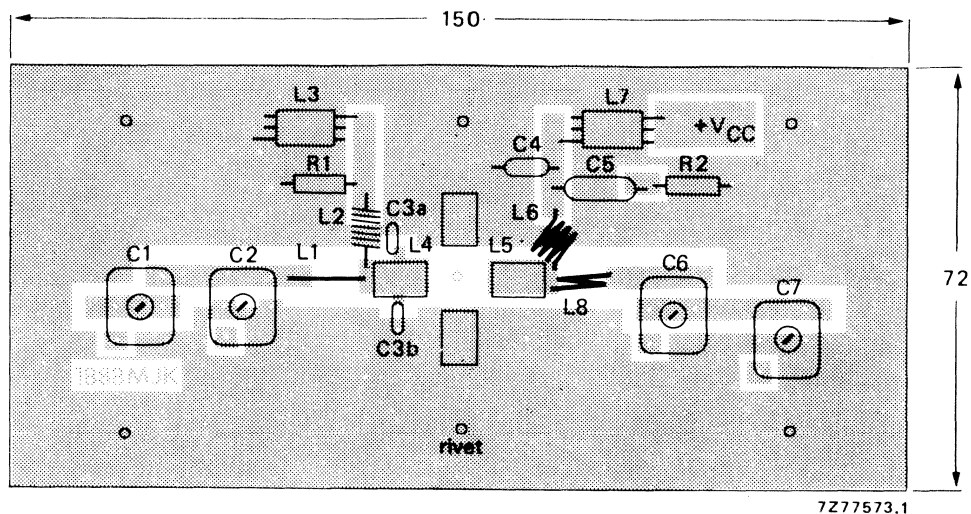 150
L3
L7
+VCC
C4
R1
C5
R2
L2
C3a
L6
C1
C2
L1
L4
L5
C6
72
C7
L8
C3b
1888MJK
rivet
7Z77573.1